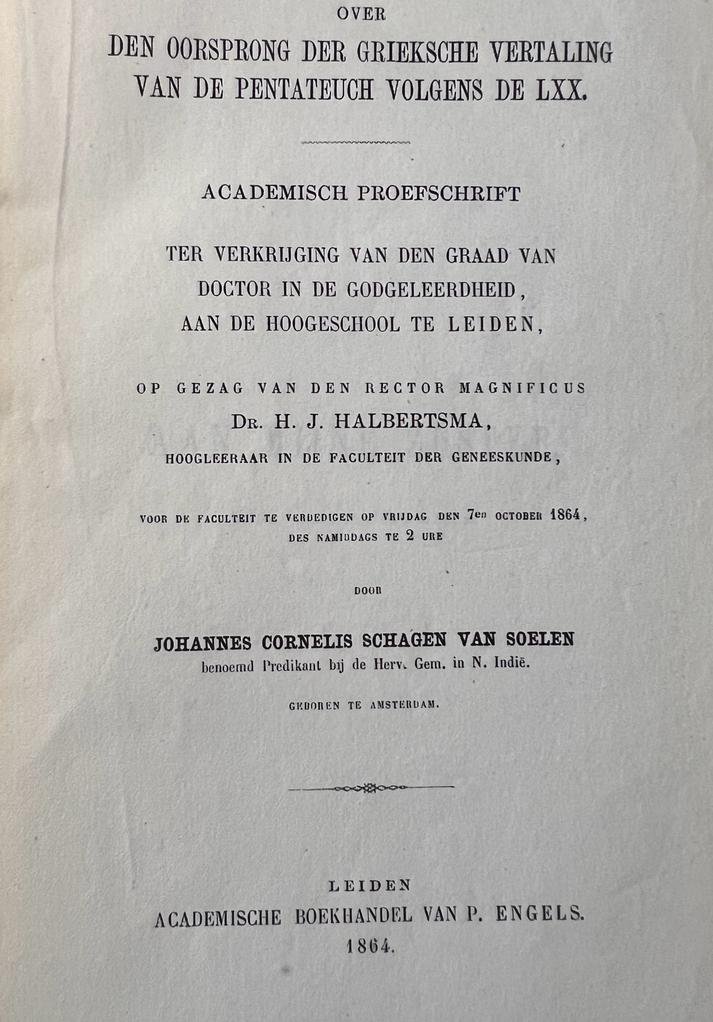 OVER
DEN OORSPRONG DER GRIEKSCHE VERTALING
VAN DE PENTATEUCH VOLGENS DE LXX.
ACADEMISCH PROEFSCHRIFT
TER VERKRIJGING VAN DEN GRAAD VAN
DOCTOR IN DE GODGELEERDHEID,
AAN DE HOOGESCHOOL TE LEIDEN,
OP GEZAG VAN DEN RECTOR MAGNIFICUS
DR. H. J. HALBERTSMA,
HOOGLEERAAR IN DE FACULTEIT DER GENEESKUNDE,
VOOR DE FACULTEIT TE VERDEDIGEN OP VRIJDAG DEN 7en OCTOBER 1864,
DES NAMIDDAGS TE 2 URE
DOOR
JOHANNES CORNELIS SCHAGEN VAN SOELEN
benoemd Predikant bij de Herv. Gem. in N. Indië.
GEBOREN TE AMSTERDAM.
LEIDEN
ACADEMISCHE BOEKHANDEL VAN P. ENGELS.
1864.